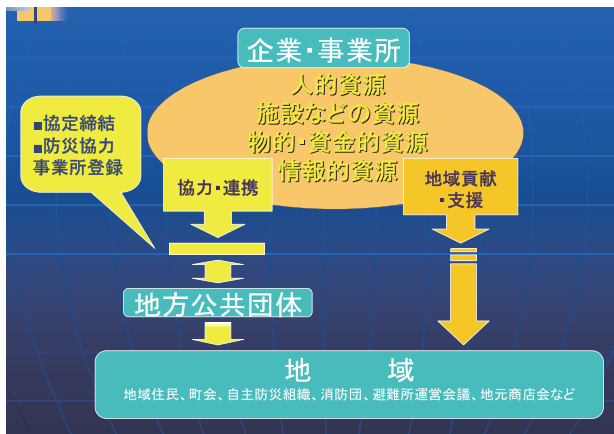 企業・事業所
人的資源
施設などの資源
物的・資金的資源
情報的資源
■協定締結
■防災協力
事業所登録
協力・連携
地域貢献
・支援
地方公共団体
地　域
地域住民、町会、自主防災組織、消防団、避難所運営会議、地元商店会など